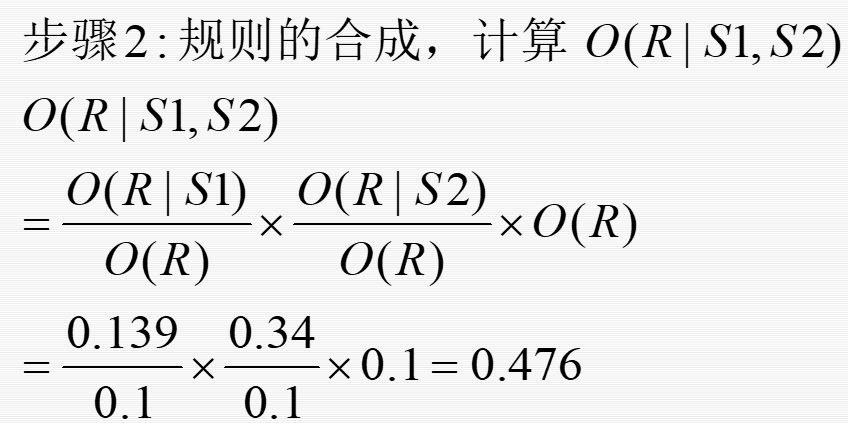 步骤2:规则的合成，计算 O(R|S1,S2)
O(R|S1,S2)
= O(R|S1)/O(R) × O(R|S2)/O(R) × O(R)
= 0.139/0.1 × 0.34/0.1 × 0.1 = 0.476